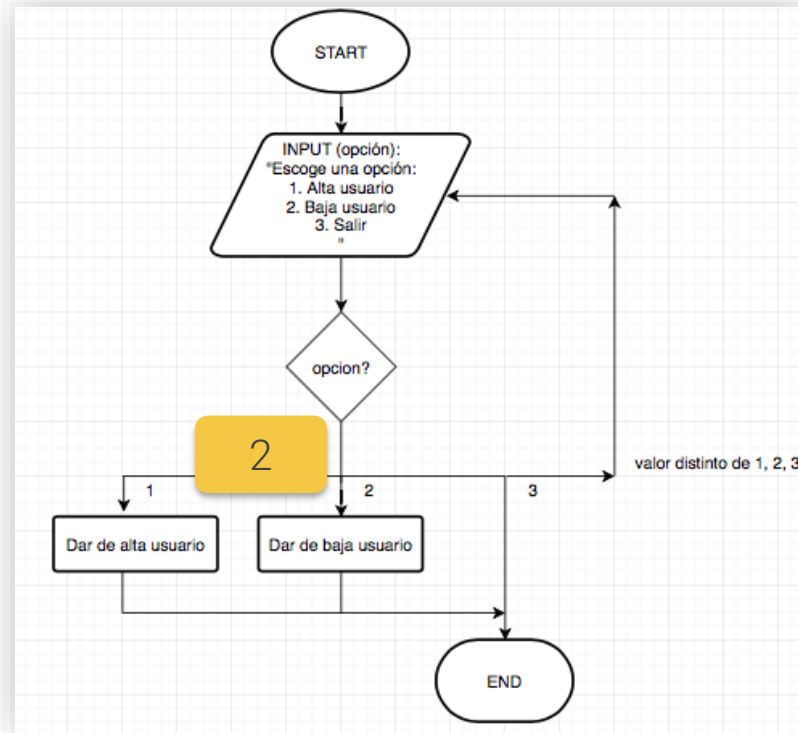 START
INPUT (opción):
"Escoge una opción:
1. Alta usuario
2. Baja usuario
3. Salir
"
opcion?
2
valor distinto de 1, 2, 3
1
2
3
Dar de alta usuario
Dar de baja usuario
END